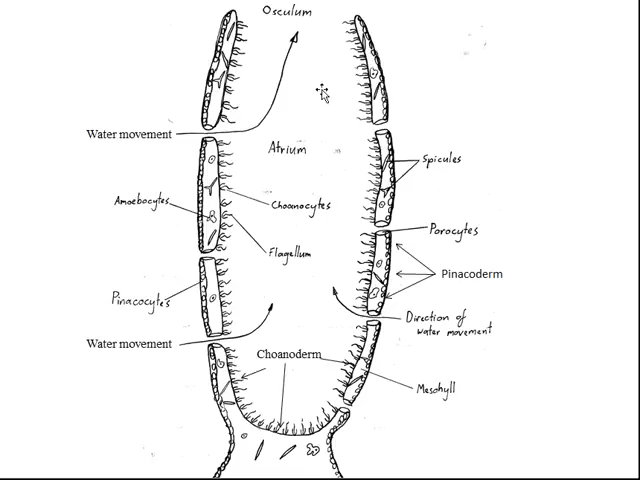 Osculum
Water movement
Atrium
Spicules
Amoebocytes
Choanocytes
Porocytes
Flagellum
Pinacoderm
Pinacocytes
Direction of
water movement
Water movement
Choanoderm
Mesohyll